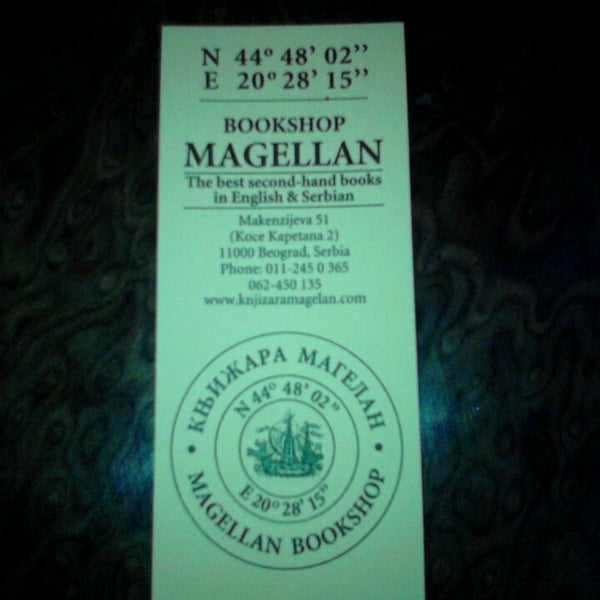 N 44º 48’ 02”
E 20º 28’ 15”
BOOKSHOP
MAGELLAN
The best second-hand books
in English & Serbian
Makenzijeva 51
(Koce Kapetana 2)
11000 Beograd, Serbia
Phone: 011-245 0 365
062-450 135
www.knjizaramagelan.com
• КЊИЖАРА МАГЕЛАН •
MAGELLAN BOOKSHOP
N 44º 48’ 02”
E 20º 28’ 15”